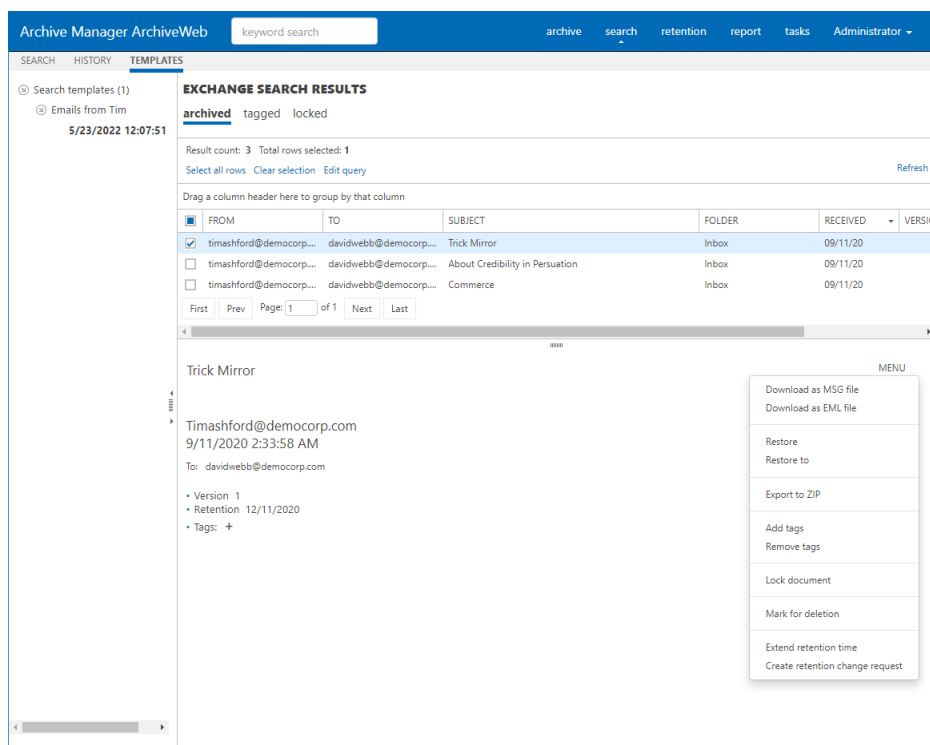 Archive Manager ArchiveWeb keyword search archive search retention report tasks Administrator
SEARCH HISTORY TEMPLATES
Search templates (1)
Emails from Tim
5/23/2022 12:07:51
EXCHANGE SEARCH RESULTS
archived tagged locked
Result count: 3 Total rows selected: 1
Select all rows Clear selection Edit query Refresh
Drag a column header here to group by that column
FROM TO SUBJECT FOLDER RECEIVED VERSI
timashford@democorp.... davidwebb@democorp.... Trick Mirror Inbox 09/11/20
timashford@democorp.... davidwebb@democorp.... About Credibility in Persuation Inbox 09/11/20
timashford@democorp.... davidwebb@democorp.... Commerce Inbox 09/11/20
First Prev Page: 1 of 1 Next Last
Trick Mirror
MENU
Timashford@democorp.com
9/11/2020 2:33:58 AM
To: davidwebb@democorp.com
• Version 1
• Retention 12/11/2020
• Tags: +
Download as MSG file
Download as EML file
Restore
Restore to
Export to ZIP
Add tags
Remove tags
Lock document
Mark for deletion
Extend retention time
Create retention change request